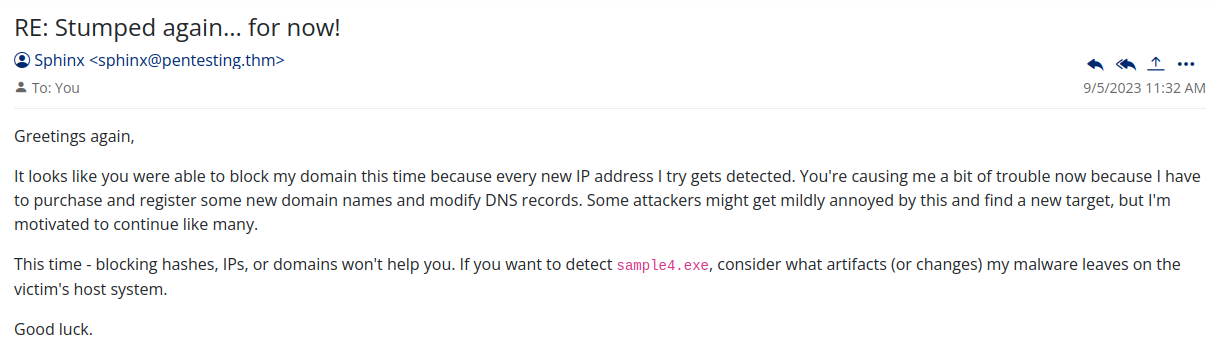 RE: Stumped again... for now!
Sphinx <sphinx@pentesting.thm>
To: You
9/5/2023 11:32 AM
Greetings again,
It looks like you were able to block my domain this time because every new IP address I try gets detected. You're causing me a bit of trouble now because I have
to purchase and register some new domain names and modify DNS records. Some attackers might get mildly annoyed by this and find a new target, but I'm
motivated to continue like many.
This time - blocking hashes, IPs, or domains won't help you. If you want to detect sample4.exe, consider what artifacts (or changes) my malware leaves on the
victim's host system.
Good luck.